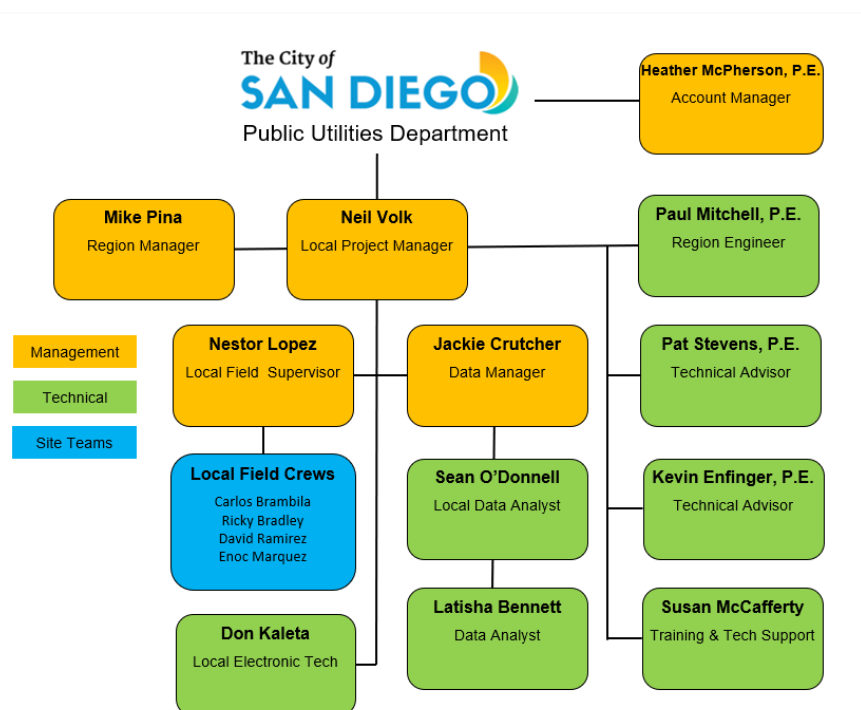 The City of
SAN DIEGO
Public Utilities Department
Heather McPherson, P.E.
Account Manager
Mike Pina
Region Manager
Neil Volk
Local Project Manager
Paul Mitchell, P.E.
Region Engineer
Management
Technical
Site Teams
Nestor Lopez
Local Field Supervisor
Jackie Crutcher
Data Manager
Pat Stevens, P.E.
Technical Advisor
Local Field Crews
Carlos Brambila
Ricky Bradley
David Ramirez
Enoc Marquez
Sean O'Donnell
Local Data Analyst
Kevin Enfinger, P.E.
Technical Advisor
Don Kaleta
Local Electronic Tech
Latisha Bennett
Data Analyst
Susan McCafferty
Training & Tech Support